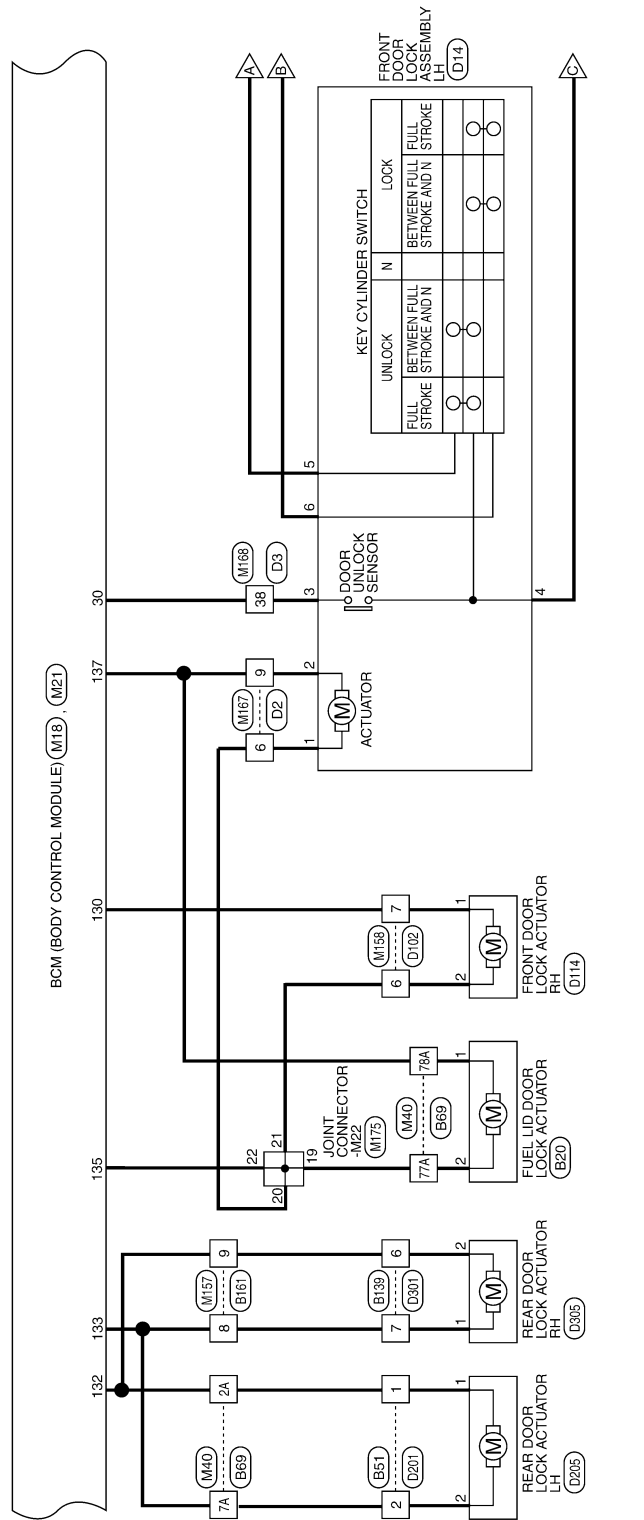 BCM (BODY CONTROL MODULE) M18 , M21
132
133
135
130
137
30
A
B
C
M40
B69
7A
2A
M157
B161
8
9
22
20
21
19
JOINT
CONNECTOR
-M22
M175
M167
D2
6
9
M168
D3
38
B51
D201
2
1
B139
D301
7
6
M40
B69
77A
78A
M158
D102
6
7
2
1
M
REAR DOOR
LOCK ACTUATOR
LH
D205
1
2
M
REAR DOOR
LOCK ACTUATOR
RH
D305
2
1
M
FUEL LID DOOR
LOCK ACTUATOR
B20
2
1
M
FRONT DOOR
LOCK ACTUATOR
RH
D114
1
2
3
6
5
4
M
ACTUATOR
DOOR
UNLOCK
SENSOR
KEY CYLINDER SWITCH
UNLOCK
N
LOCK
FULL
STROKE
BETWEEN FULL
STROKE AND N
BETWEEN FULL
STROKE AND N
FULL
STROKE
FRONT
DOOR
LOCK
ASSEMBLY
LH
D14